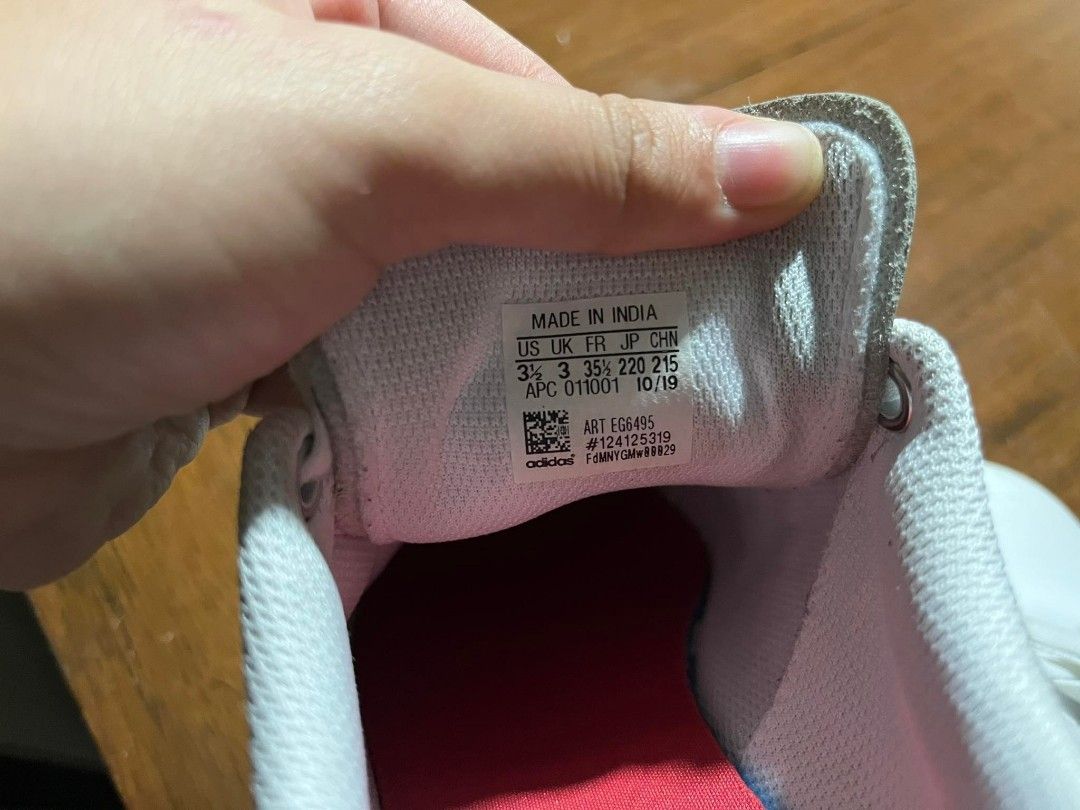 MADE IN INDIA
US UK FR JP CHN
3½ 3 35½ 220 215
APC 011001 10/19
ART EG6495
#124125319
adidas FdMNYGMw00029